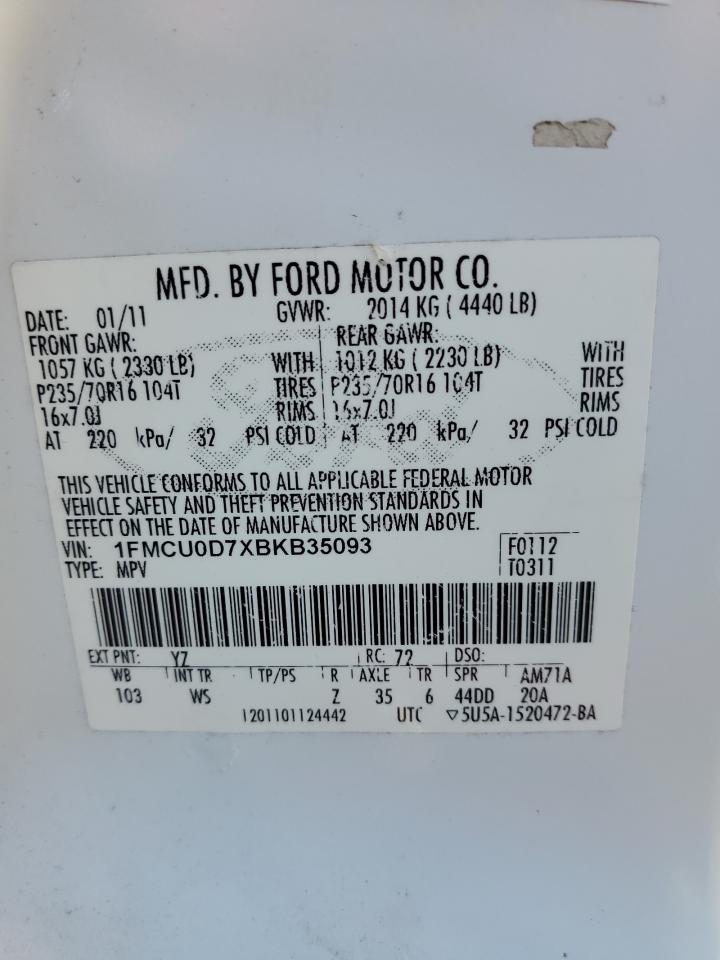 MFD. BY FORD MOTOR CO.
DATE: 01/11 GVWR: 2014 KG ( 4440 LB)
FRONT GAWR: REAR GAWR:
1057 KG ( 2330 LB) WITH 1012 KG ( 2230 LB) WITH
P235/70R16 104T TIRES P235/70R16 104T TIRES
16x7.0J RIMS 16x7.0J RIMS
AT 220 kPa/ 32 PSI COLD AT 220 kPa/ 32 PSI COLD
THIS VEHICLE CONFORMS TO ALL APPLICABLE FEDERAL MOTOR
VEHICLE SAFETY AND THEFT PREVENTION STANDARDS IN
EFFECT ON THE DATE OF MANUFACTURE SHOWN ABOVE.
VIN: 1FMCU0D7XBKB35093 F0112
TYPE: MPV T0311
EXT PNT: YZ RC: 72 DSO:
WB INT TR TP/PS R AXLE TR SPR AM71A
103 WS Z 35 6 44DD 20A
1201101124442 UTC ▽5U5A-1520472-BA